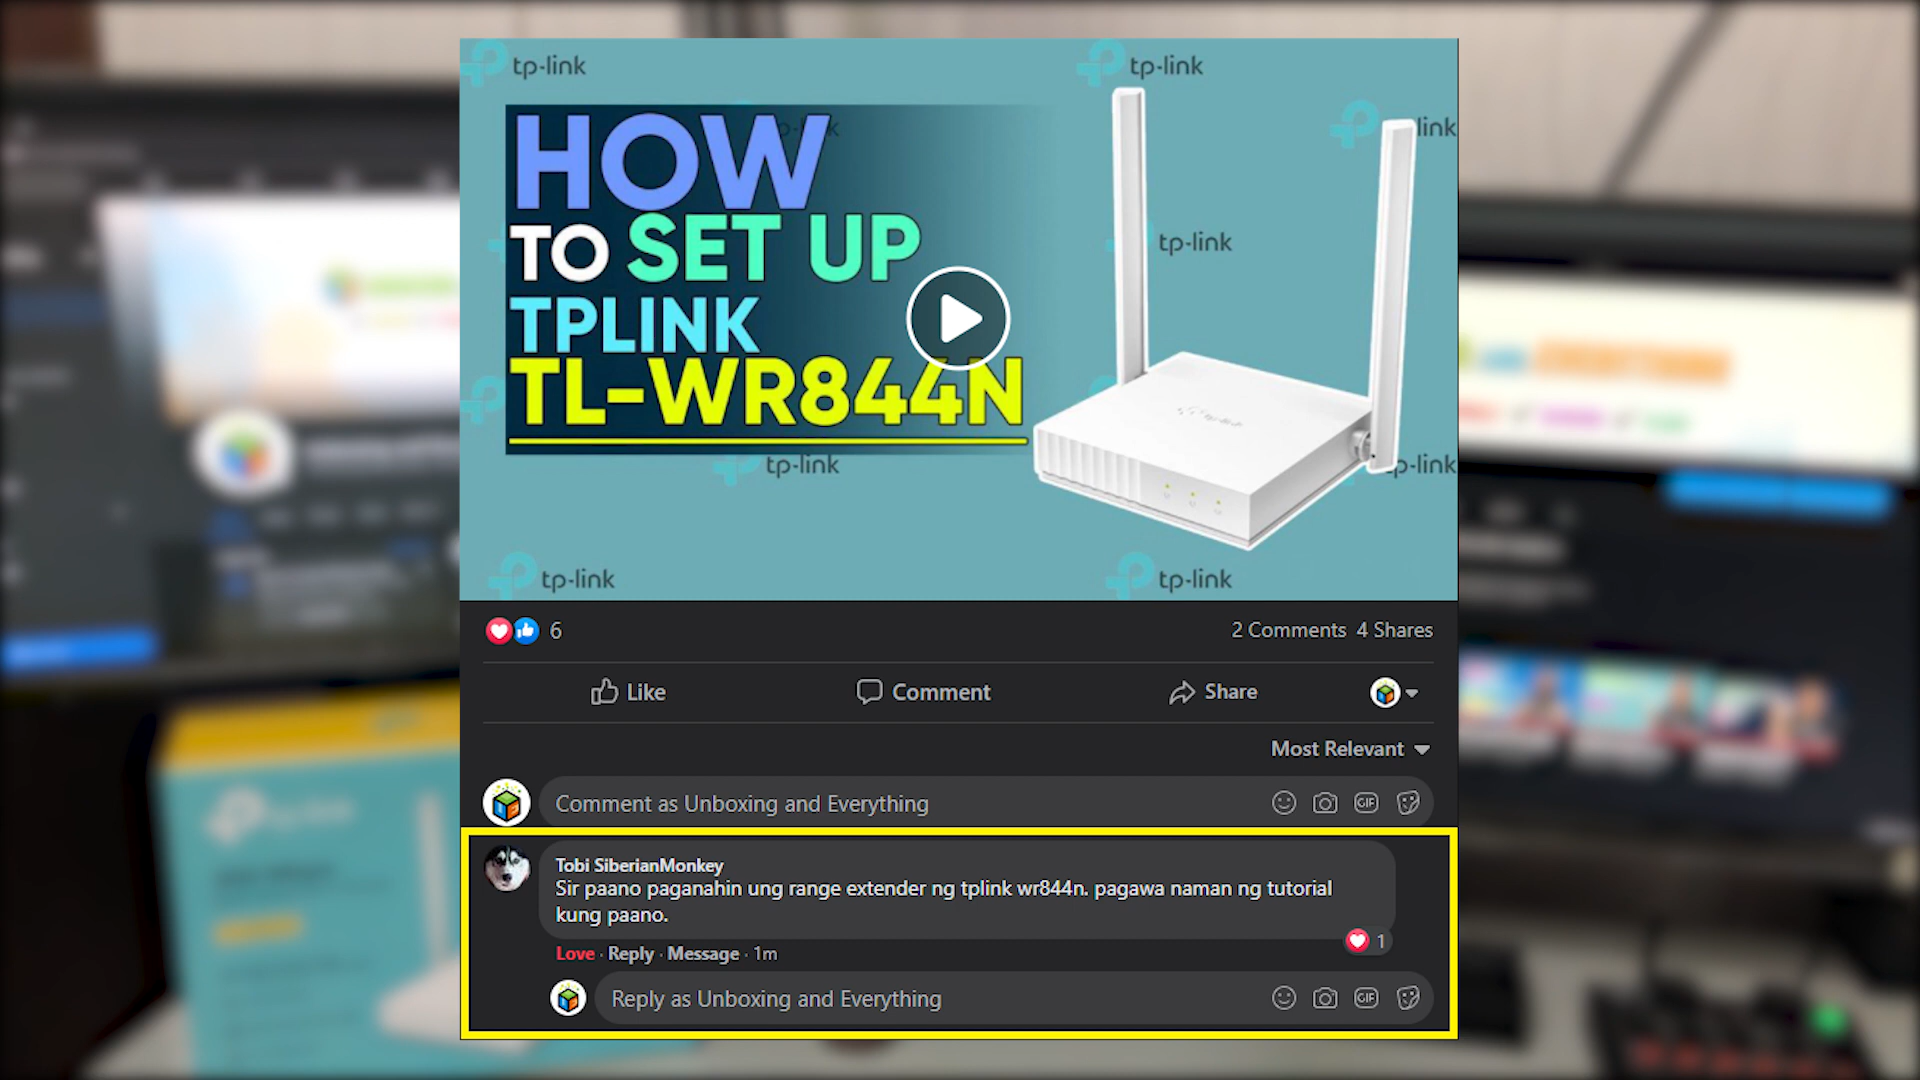 tp-link
tp-link
HOW
link
TO SET UP
tp-link
TPLINK
TL-WR844N
tp-link
p-link
tp-link
tp-link
6
2 Comments 4 Shares
Like
Comment
Share
Most Relevant
Comment as Unboxing and Everything
GIF
Tobi SiberianMonkey
Sir paano paganahin ung range extender ng tplink wr844n. pagawa naman ng tutorial
kung paano.
1
Love · Reply · Message · 1m
Reply as Unboxing and Everything
GIF